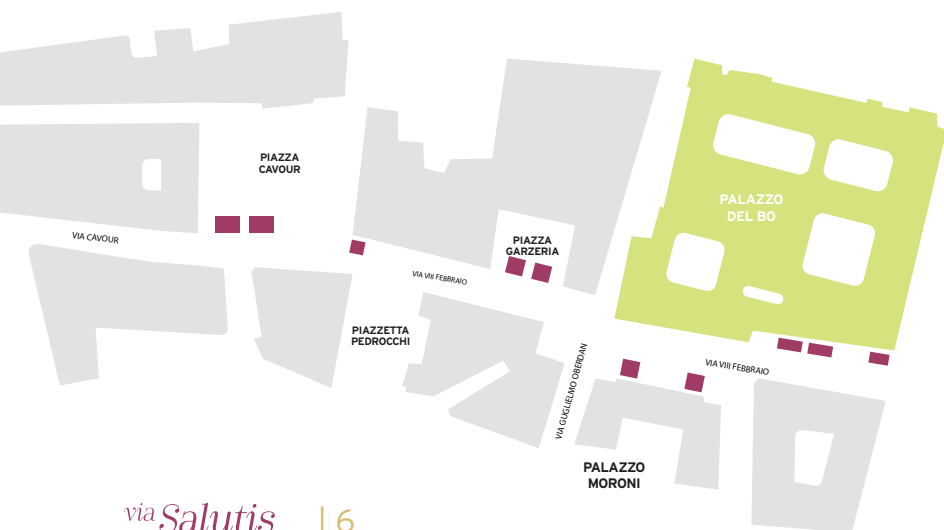 PIAZZA
CAVOUR
PALAZZO
DEL BO
VIA CAVOUR
PIAZZA
GARZERIA
VIA VIII FEBBRAIO
PIAZZETTA
PEDROCCHI
VIA GUGLIELMO OBERDAN
VIA VIII FEBBRAIO
PALAZZO
MORONI
via Salutis | 6